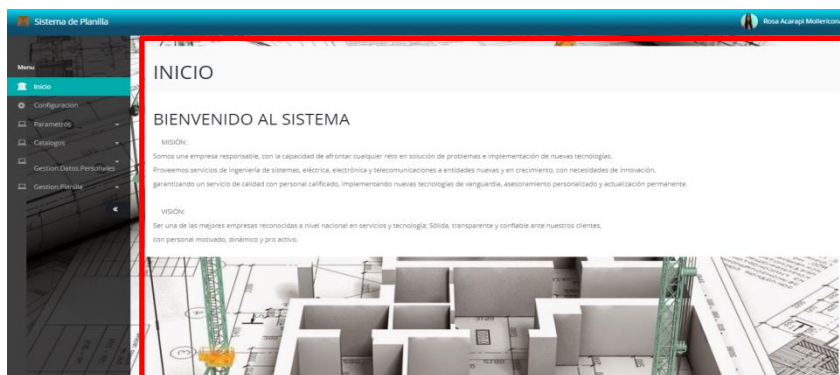 Sistema de Planilla
Rosa Acarapi Mollericona
Menu
Inicio
Configuracion
Parametros
Catalogos
Gestion.Datos.Personales
Gestion.Planilla
INICIO
BIENVENIDO AL SISTEMA
MISIÓN:
Somos una empresa responsable, con la capacidad de afrontar cualquier reto en solución de problemas e implementación de nuevas tecnologías.
Proveemos servicios de ingeniería de sistemas, eléctrica, electrónica y telecomunicaciones a entidades nuevas y en crecimiento, con necesidades de innovación,
garantizando un servicio de calidad con personal calificado, implementando nuevas tecnologías de vanguardia, asesoramiento personalizado y actualización permanente.
VISIÓN:
Ser una de las mejores empresas reconocidas a nivel nacional en servicios y tecnología; Sólida, transparente y confiable ante nuestros clientes,
con personal motivado, dinámico y pro activo.